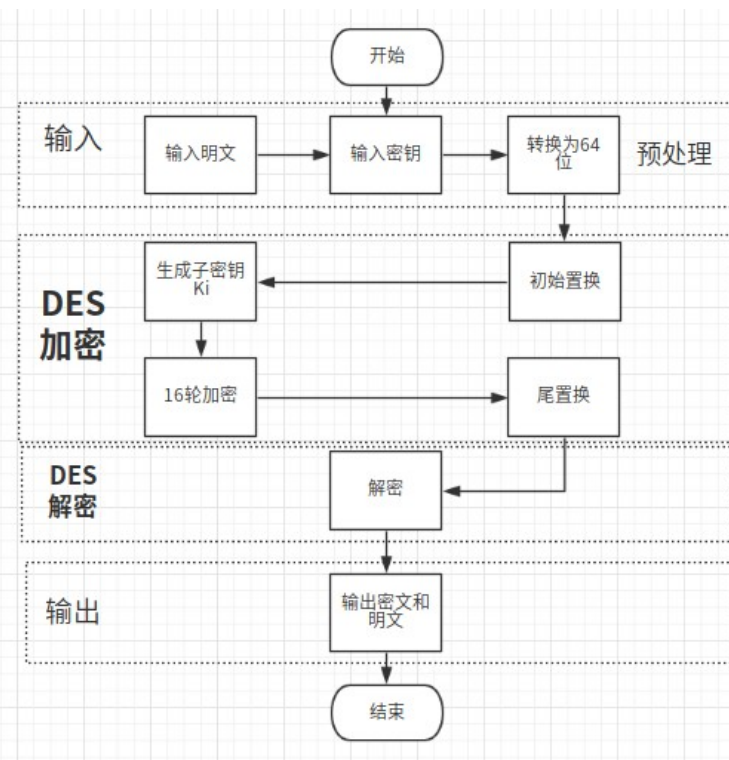 开始
输入
输入明文
输入密钥
转换为64
位
预处理
DES
加密
生成子密钥
Ki
初始置换
16轮加密
尾置换
DES
解密
解密
输出
输出密文和
明文
结束